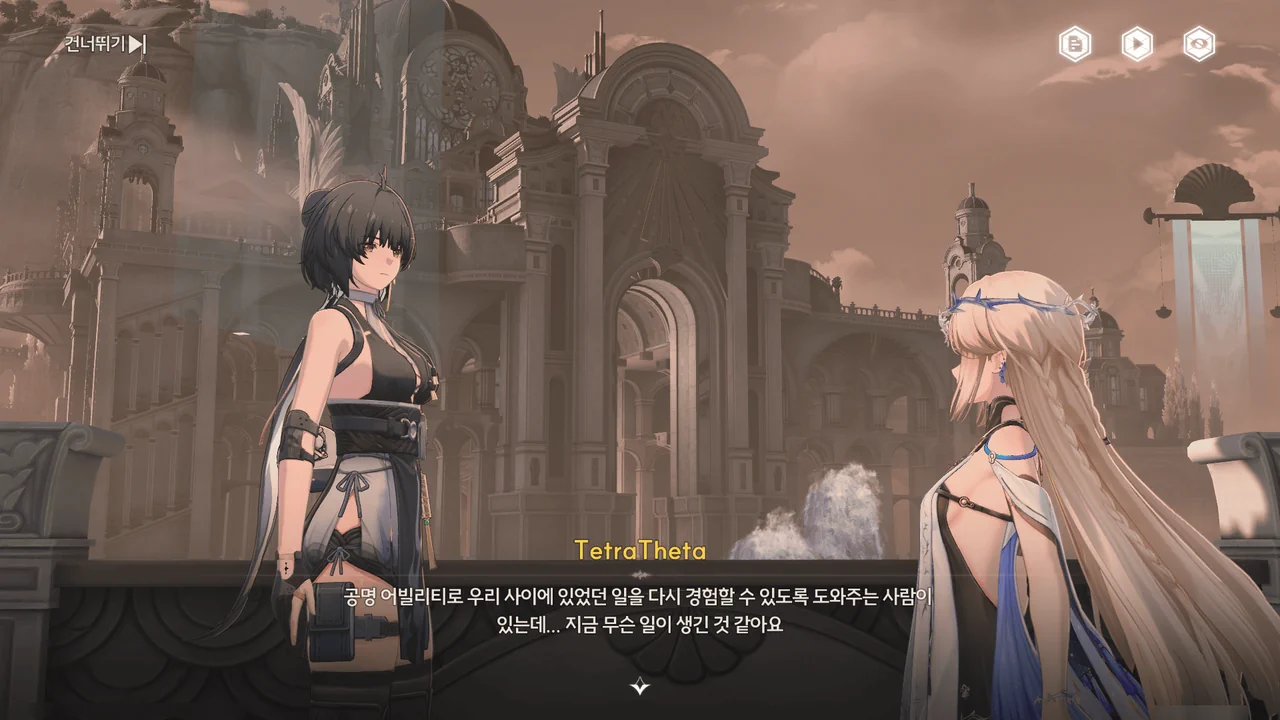 건너뛰기
TetraTheta
공명 어빌리티로 우리 사이에 있었던 일을 다시 경험할 수 있도록 도와주는 사람이
있는데... 지금 무슨 일이 생긴 것 같아요